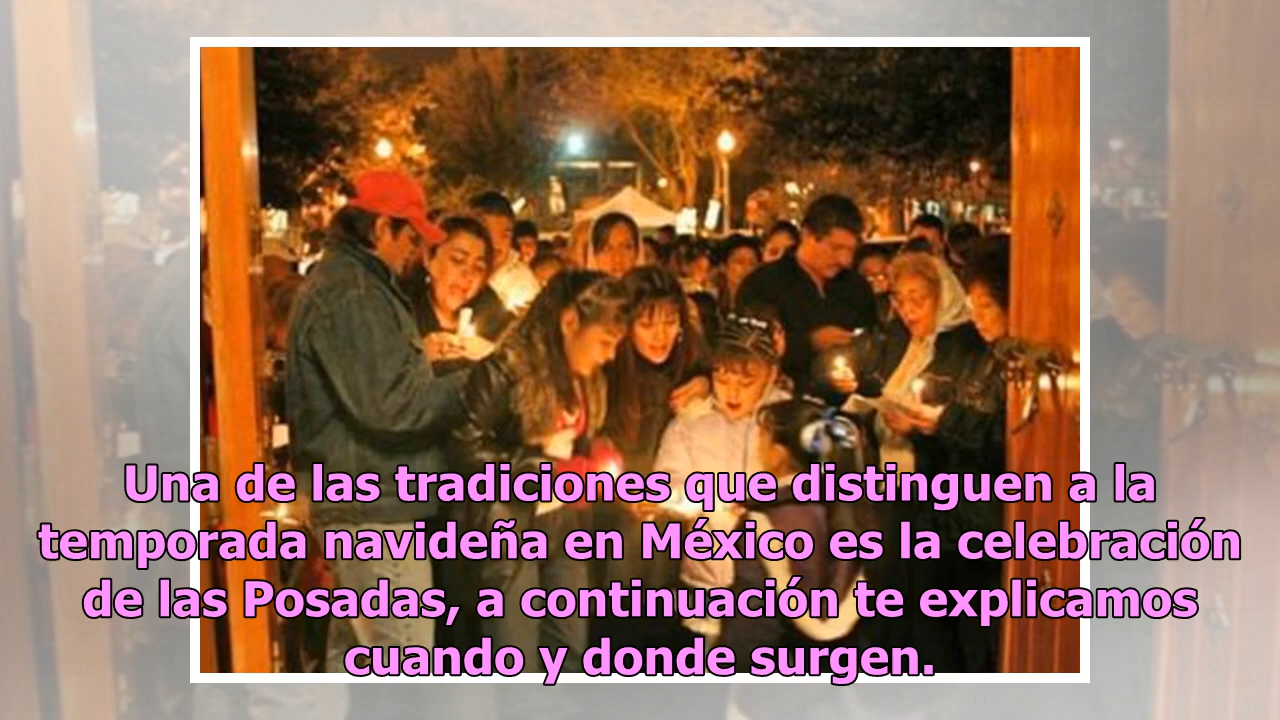 Una de las tradiciones que distinguen a la
temporada navideña en México es la celebración
de las Posadas, a continuación te explicamos
cuando y donde surgen.